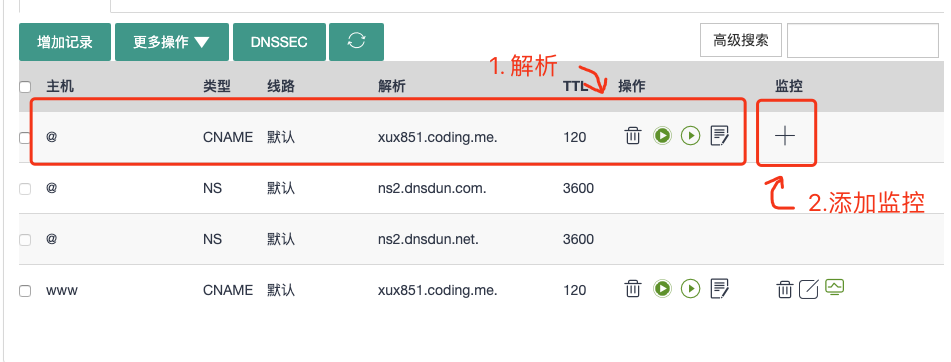 增加记录 更多操作 DNSSEC 高级搜索
1. 解析
主机 类型 线路 解析 TTL 操作 监控
@ CNAME 默认 xux851.coding.me. 120
@ NS 默认 ns2.dnsdun.com. 3600
2.添加监控
@ NS 默认 ns2.dnsdun.net. 3600
www CNAME 默认 xux851.coding.me. 120